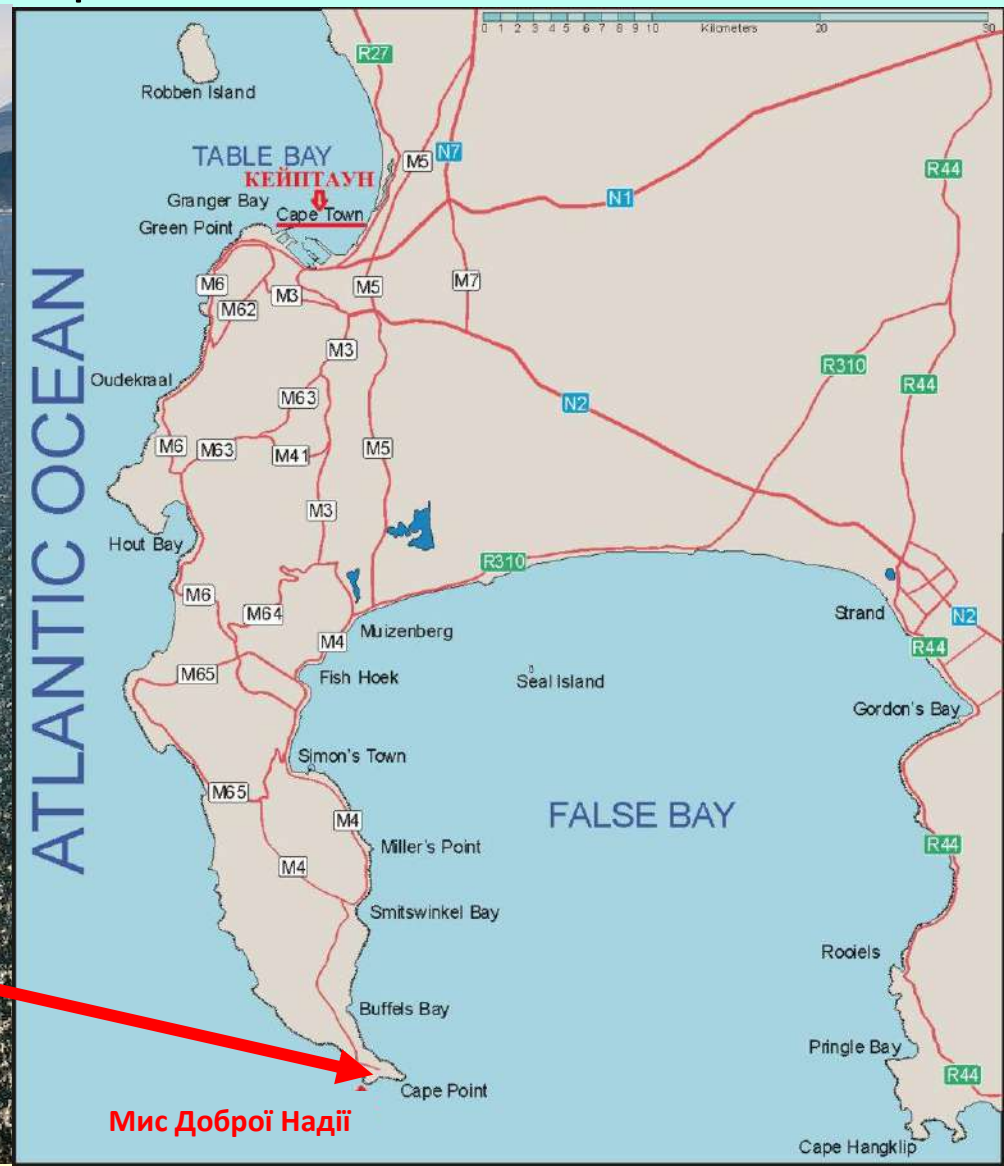 0 1 2 3 4 5 6 7 8 9 10 Kilometers 20 30
R27
Robben Island
TABLE BAY
M5
N7
КЕЙПТАУН
R44
Granger Bay
Cape Town
N1
Green Point
M6
M3
M5
M7
M62
M3
Oudekraal
R310
M63
R44
N2
M6
M63
M41
M5
ATLANTIC OCEAN
M3
Hout Bay
R310
M6
M64
Strand
N2
M4
Muizenberg
R44
M65
Fish Hoek
Seal Island
Gordon's Bay
Simon's Town
M65
FALSE BAY
M4
Miller's Point
R44
M4
Smitswinkel Bay
Rooiels
Buffels Bay
Pringle Bay
R44
Cape Point
Мис Доброї Надії
Cape Hangklip